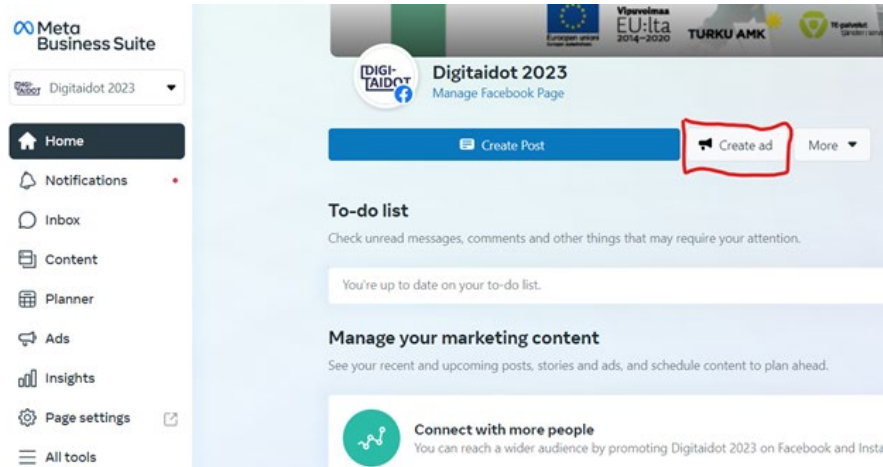 Meta
Business Suite
DIGI-
TAIDOT
Digitaidot 2023
Home
Notifications
Inbox
Content
Planner
Ads
Insights
Page settings
All tools
Vipuvoimaa
EU:lta
2014–2020
TURKU AMK
TE-palvelut
DIGI-
TAIDOT
Digitaidot 2023
Manage Facebook Page
Create Post
Create ad
More
To-do list
Check unread messages, comments and other things that may require your attention.
You're up to date on your to-do list.
Manage your marketing content
See your recent and upcoming posts, stories and ads, and schedule content to plan ahead.
Connect with more people
You can reach a wider audience by promoting Digitaidot 2023 on Facebook and Insta